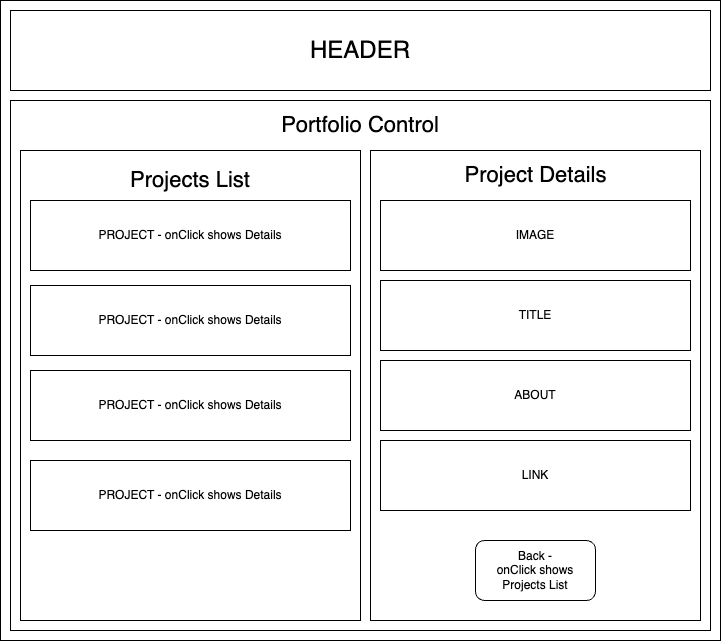 HEADER
Portfolio Control
Projects List
PROJECT - onClick shows Details
PROJECT - onClick shows Details
PROJECT - onClick shows Details
PROJECT - onClick shows Details
Project Details
IMAGE
TITLE
ABOUT
LINK
Back -
onClick shows
Projects List